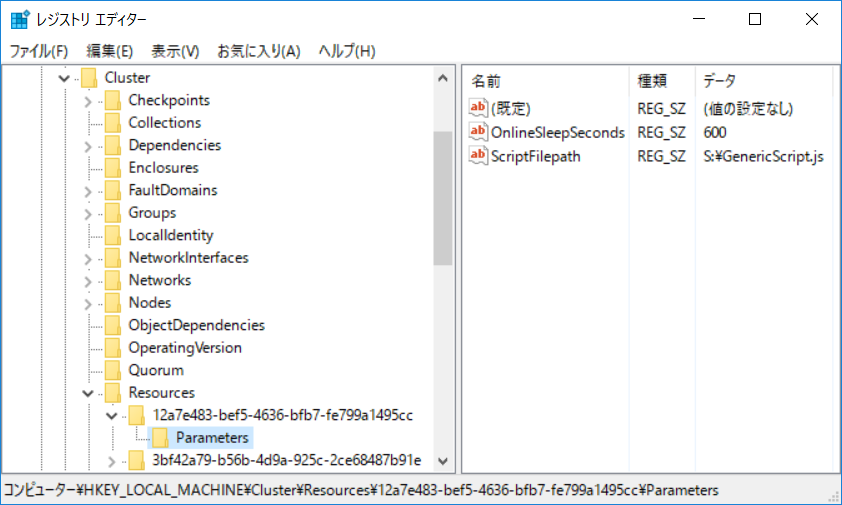 レジストリ エディター
ファイル(F) 編集(E) 表示(V) お気に入り(A) ヘルプ(H)
Cluster
Checkpoints
Collections
Dependencies
Enclosures
FaultDomains
Groups
LocalIdentity
NetworkInterfaces
Networks
Nodes
ObjectDependencies
OperatingVersion
Quorum
Resources
12a7e483-bef5-4636-bfb7-fe799a1495cc
Parameters
3bf42a79-b56b-4d9a-925c-2ce68487b91e
名前 種類 データ
(既定) REG_SZ (値の設定なし)
OnlineSleepSeconds REG_SZ 600
ScriptFilepath REG_SZ S:¥GenericScript.js
コンピューター¥HKEY_LOCAL_MACHINE¥Cluster¥Resources¥12a7e483-bef5-4636-bfb7-fe799a1495cc¥Parameters